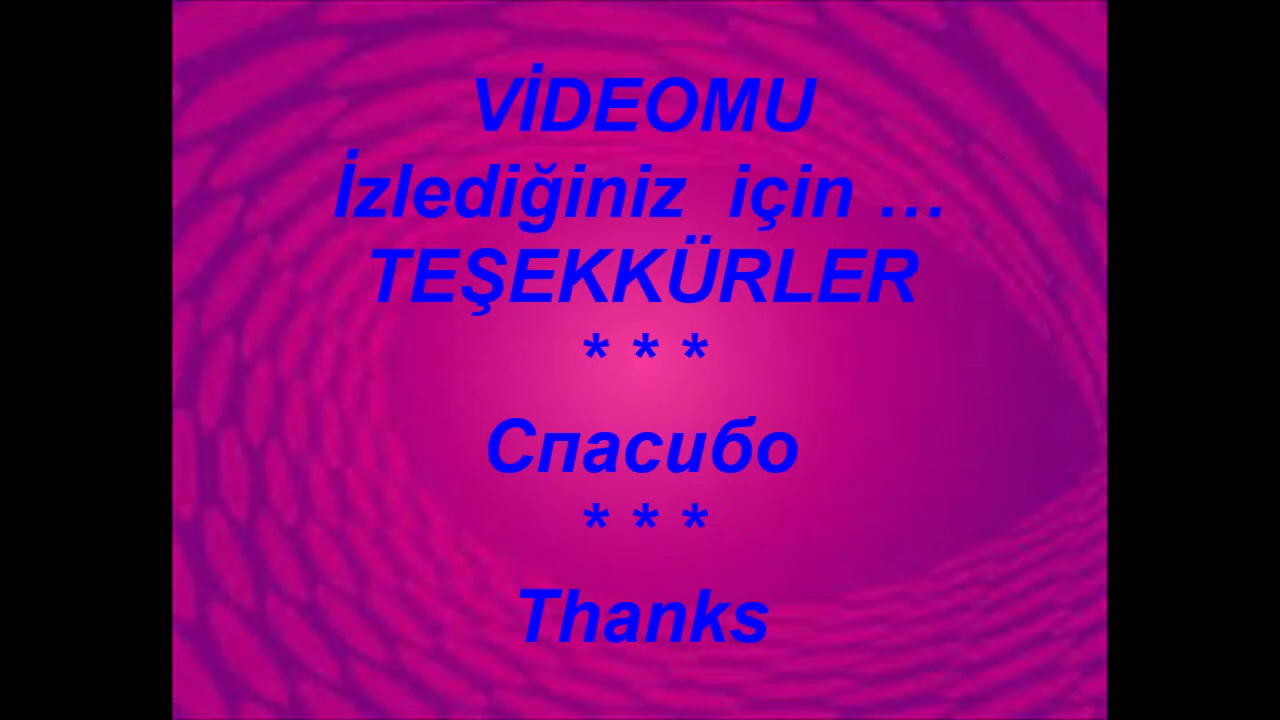 VİDEOMU
İzlediğiniz  için ...
TEŞEKKÜRLER
* * *
Спасибо
* * *
Thanks